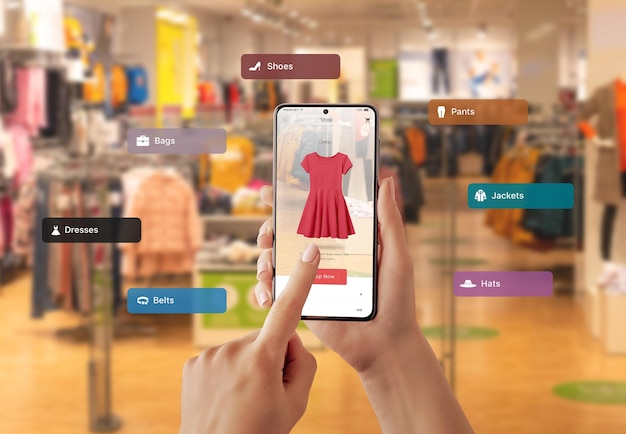 Shoes
Pants
Bags
Shop
Dress
Jackets
Dresses
Shop Now
Hats
Belts